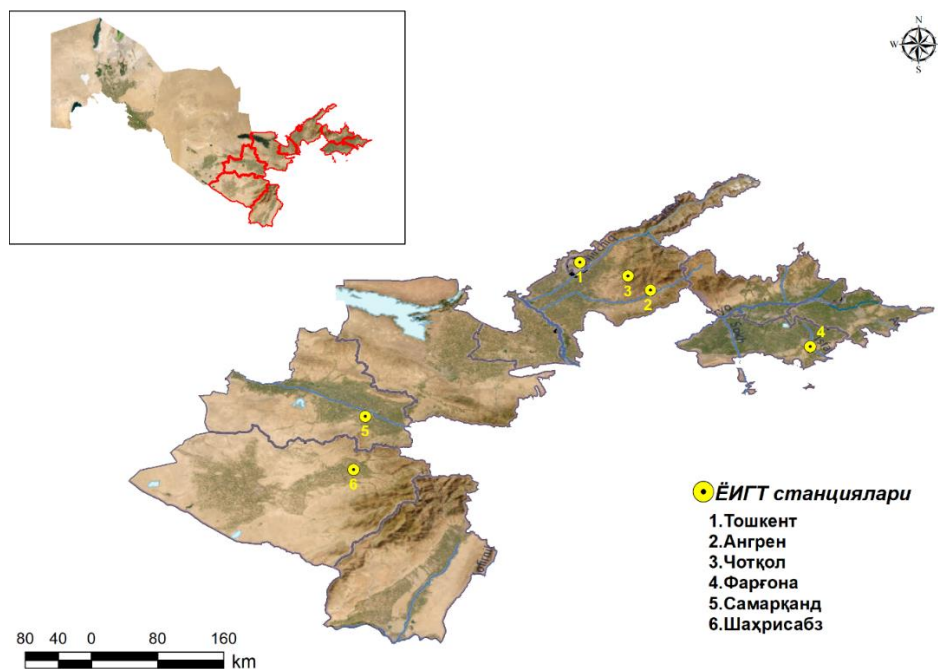 N
W E
S
1
3
2
4
5
6
ЁИГТ станциялари
1.Тошкент
2.Ангрен
3.Чотқол
4.Фарғона
5.Самарқанд
6.Шаҳрисабз
80 40 0 80 160
km